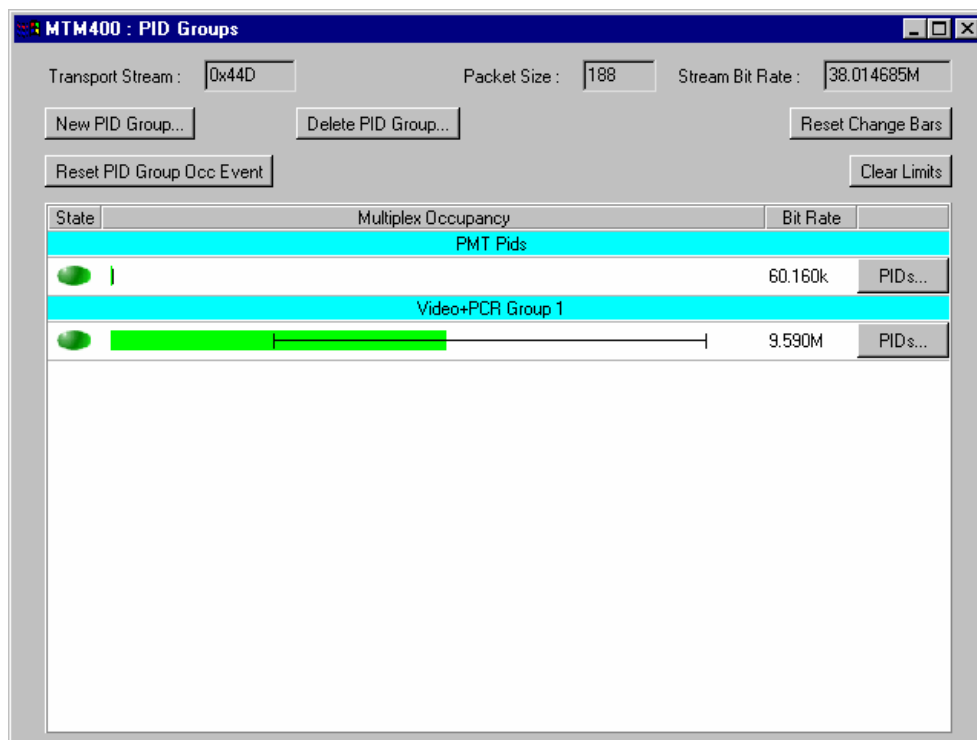 MTM400 : PID Groups
Transport Stream : 0x44D Packet Size : 188 Stream Bit Rate : 38.014685M
New PID Group... Delete PID Group... Reset Change Bars
Reset PID Group Occ Event Clear Limits
State Multiplex Occupancy Bit Rate
PMT Pids
60.160k PIDs...
Video+PCR Group 1
9.590M PIDs...